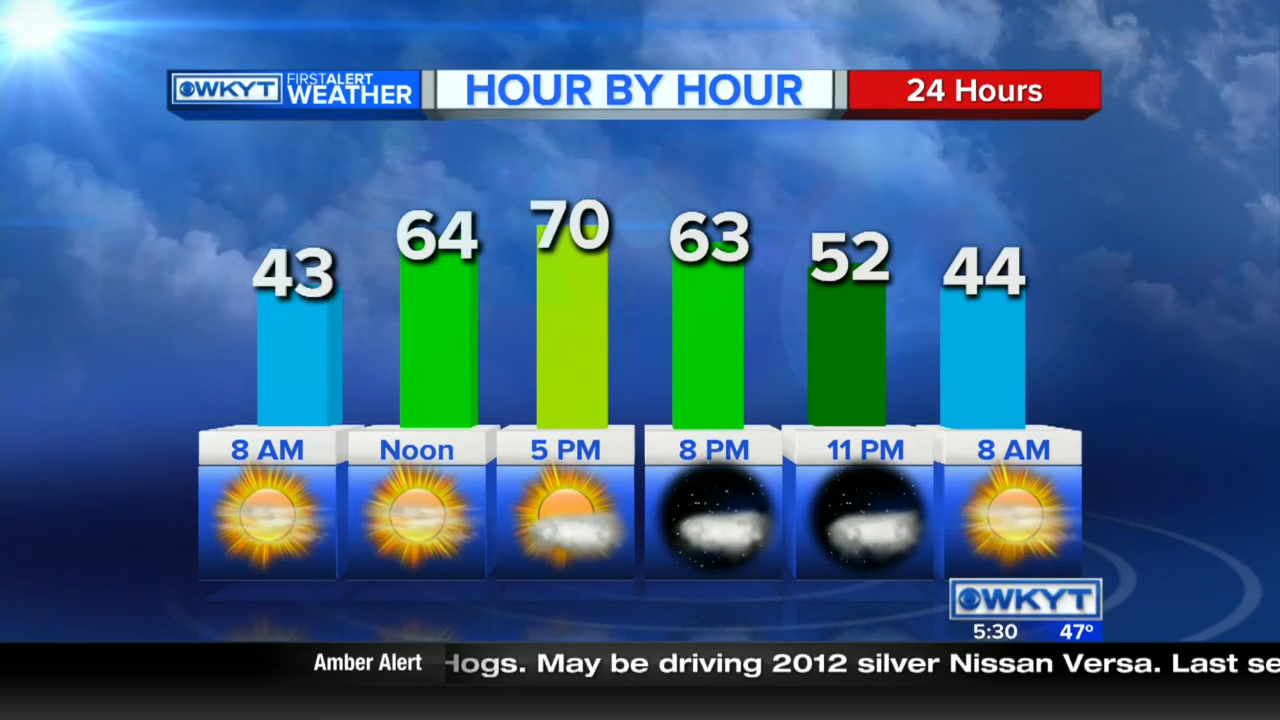 WKYT FIRSTALERT WEATHER HOUR BY HOUR 24 Hours
43 64 70 63 52 44
8 AM Noon 5 PM 8 PM 11 PM 8 AM
WKYT
5:30 47°
Amber Alert Hogs. May be driving 2012 silver Nissan Versa. Last se